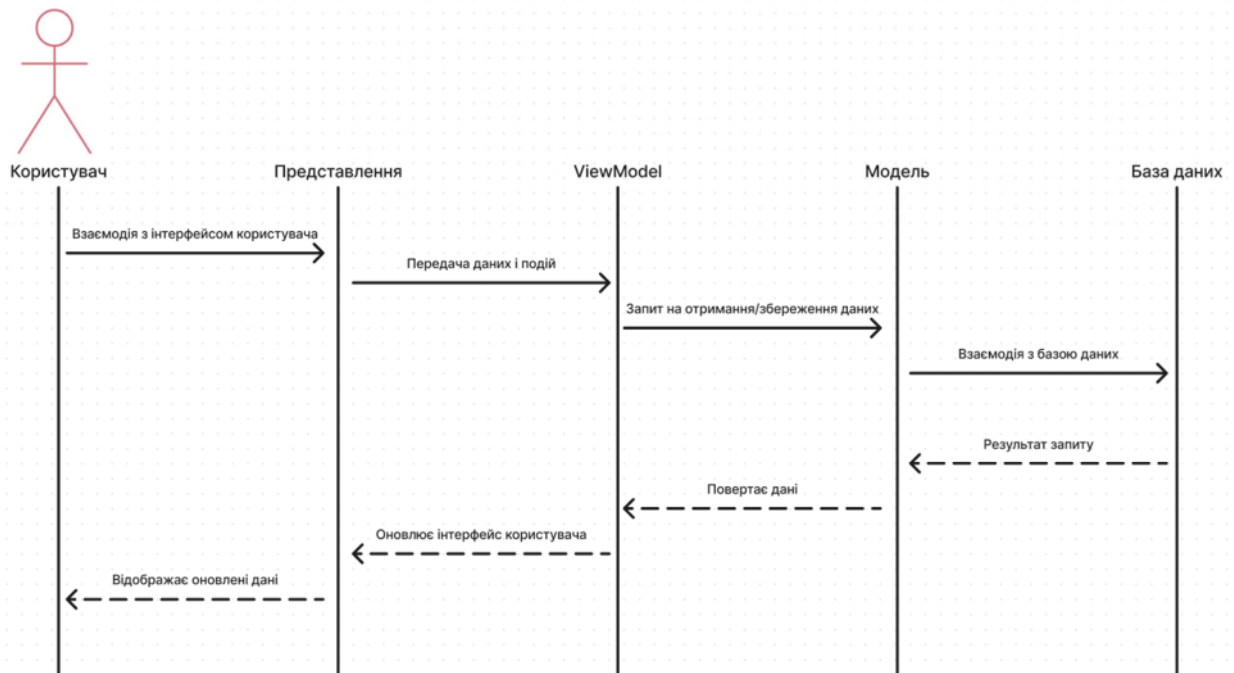 Користувач
Представлення
ViewModel
Модель
База даних
Взаємодія з інтерфейсом користувача
Передача даних і подій
Запит на отримання/збереження даних
Взаємодія з базою даних
Результат запиту
Повертає дані
Оновлює інтерфейс користувача
Відображає оновлені дані